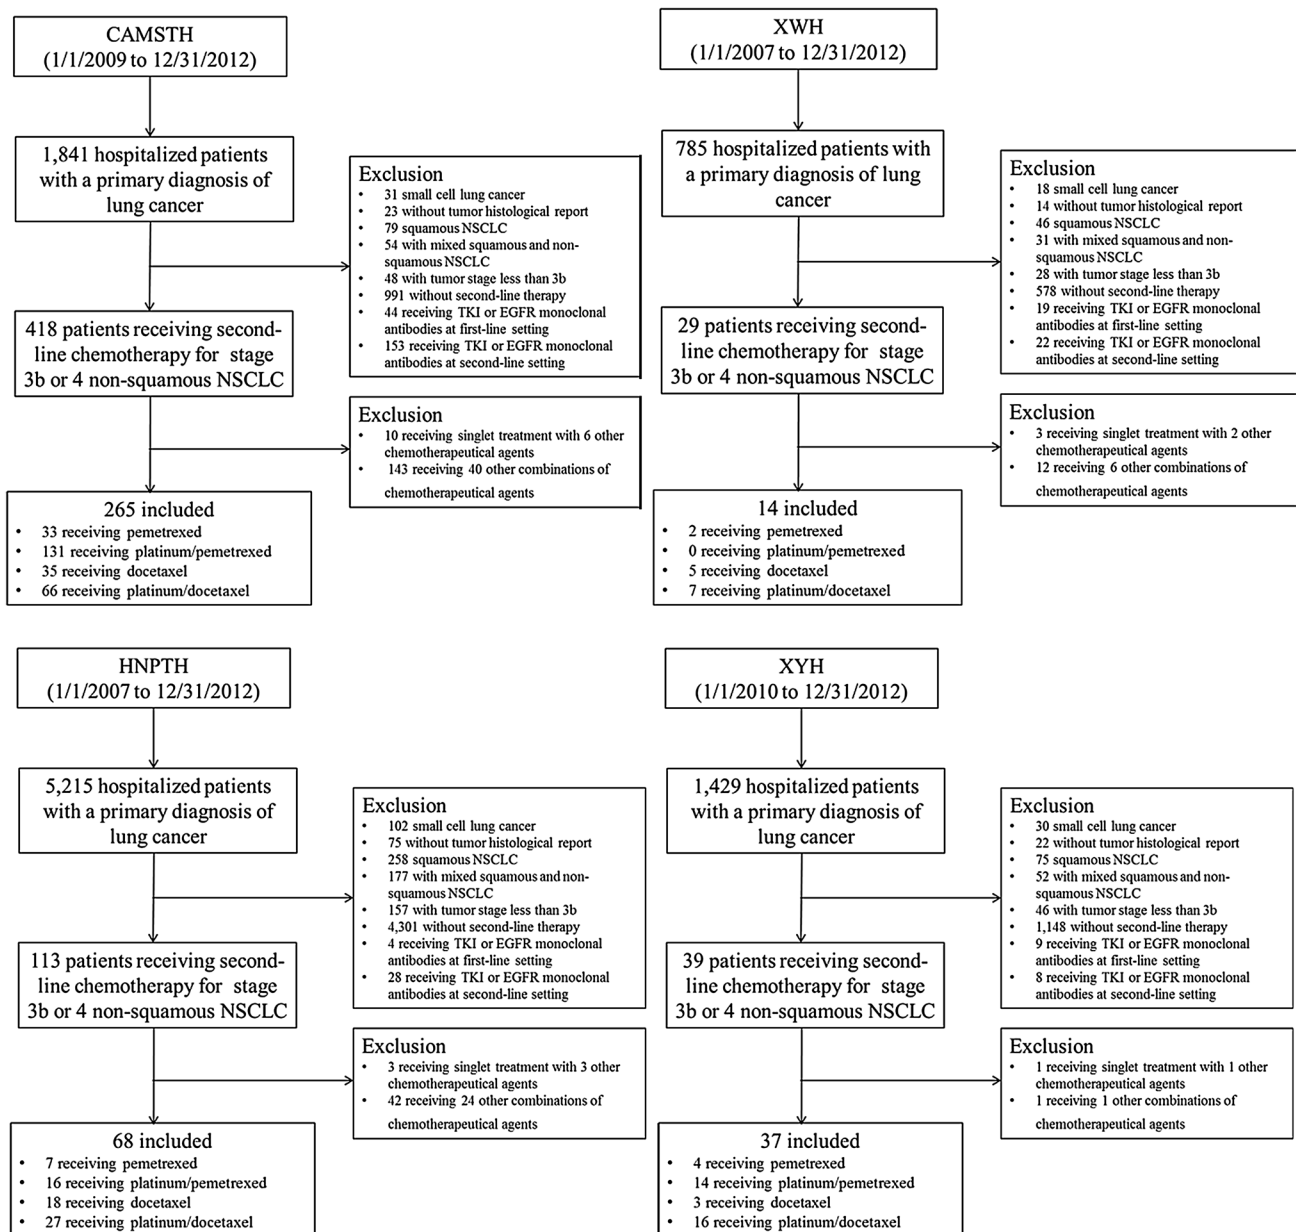 CAMSTH
(1/1/2009 to 12/31/2012)
1,841 hospitalized patients
with a primary diagnosis of
lung cancer
Exclusion
• 31 small cell lung cancer
• 23 without tumor histological report
• 79 squamous NSCLC
• 54 with mixed squamous and non-
squamous NSCLC
• 48 with tumor stage less than 3b
• 991 without second-line therapy
• 44 receiving TKI or EGFR monoclonal
antibodies at first-line setting
• 153 receiving TKI or EGFR monoclonal
antibodies at second-line setting
418 patients receiving second-
line chemotherapy for stage
3b or 4 non-squamous NSCLC
Exclusion
• 10 receiving singlet treatment with 6 other
chemotherapeutical agents
• 143 receiving 40 other combinations of
chemotherapeutical agents
265 included
• 33 receiving pemetrexed
• 131 receiving platinum/pemetrexed
• 35 receiving docetaxel
• 66 receiving platinum/docetaxel
XWH
(1/1/2007 to 12/31/2012)
785 hospitalized patients with
a primary diagnosis of lung
cancer
Exclusion
• 18 small cell lung cancer
• 14 without tumor histological report
• 46 squamous NSCLC
• 31 with mixed squamous and non-
squamous NSCLC
• 28 with tumor stage less than 3b
• 578 without second-line therapy
• 19 receiving TKI or EGFR monoclonal
antibodies at first-line setting
• 22 receiving TKI or EGFR monoclonal
antibodies at second-line setting
29 patients receiving second-
line chemotherapy for stage
3b or 4 non-squamous NSCLC
Exclusion
• 3 receiving singlet treatment with 2 other
chemotherapeutical agents
• 12 receiving 6 other combinations of
chemotherapeutical agents
14 included
• 2 receiving pemetrexed
• 0 receiving platinum/pemetrexed
• 5 receiving docetaxel
• 7 receiving platinum/docetaxel
HNPTH
(1/1/2007 to 12/31/2012)
5,215 hospitalized patients
with a primary diagnosis of
lung cancer
Exclusion
• 102 small cell lung cancer
• 75 without tumor histological report
• 258 squamous NSCLC
• 177 with mixed squamous and non-
squamous NSCLC
• 157 with tumor stage less than 3b
• 4,301 without second-line therapy
• 4 receiving TKI or EGFR monoclonal
antibodies at first-line setting
• 28 receiving TKI or EGFR monoclonal
antibodies at second-line setting
113 patients receiving second-
line chemotherapy for stage
3b or 4 non-squamous NSCLC
Exclusion
• 3 receiving singlet treatment with 3 other
chemotherapeutical agents
• 42 receiving 24 other combinations of
chemotherapeutical agents
68 included
• 7 receiving pemetrexed
• 16 receiving platinum/pemetrexed
• 18 receiving docetaxel
• 27 receiving platinum/docetaxel
XYH
(1/1/2010 to 12/31/2012)
1,429 hospitalized patients
with a primary diagnosis of
lung cancer
Exclusion
• 30 small cell lung cancer
• 22 without tumor histological report
• 75 squamous NSCLC
• 52 with mixed squamous and non-
squamous NSCLC
• 46 with tumor stage less than 3b
• 1,148 without second-line therapy
• 9 receiving TKI or EGFR monoclonal
antibodies at first-line setting
• 8 receiving TKI or EGFR monoclonal
antibodies at second-line setting
39 patients receiving second-
line chemotherapy for stage
3b or 4 non-squamous NSCLC
Exclusion
• 1 receiving singlet treatment with 1 other
chemotherapeutical agents
• 1 receiving 1 other combinations of
chemotherapeutical agents
37 included
• 4 receiving pemetrexed
• 14 receiving platinum/pemetrexed
• 3 receiving docetaxel
• 16 receiving platinum/docetaxel